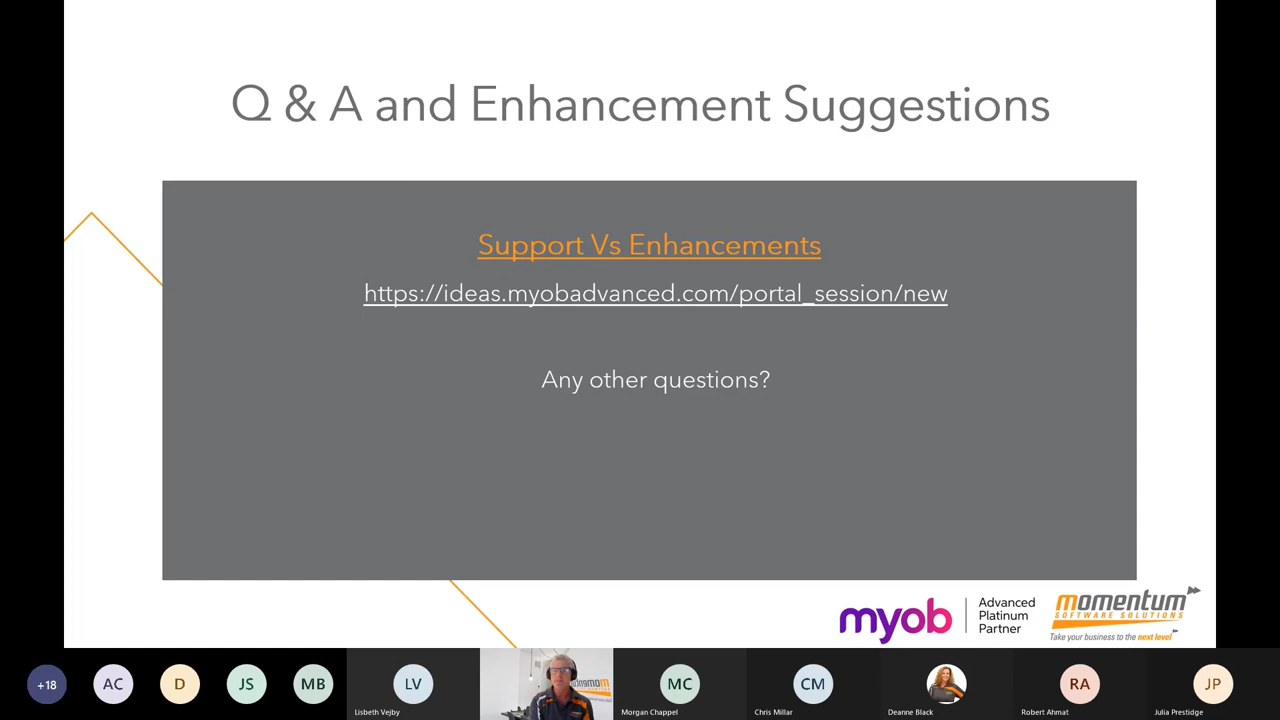 Q & A and Enhancement Suggestions
Support Vs Enhancements
https://ideas.myobadvanced.com/portal_session/new
Any other questions?
myob
Advanced
Platinum
Partner
momentum
SOFTWARE SOLUTIONS
Take your business to the next level
+18
AC
D
JS
MB
LV
MC
CM
RA
JP
Lisbeth Vejby
Morgan Chappel
Chris Millar
Deanne Black
Robert Ahmat
Julia Prestidge